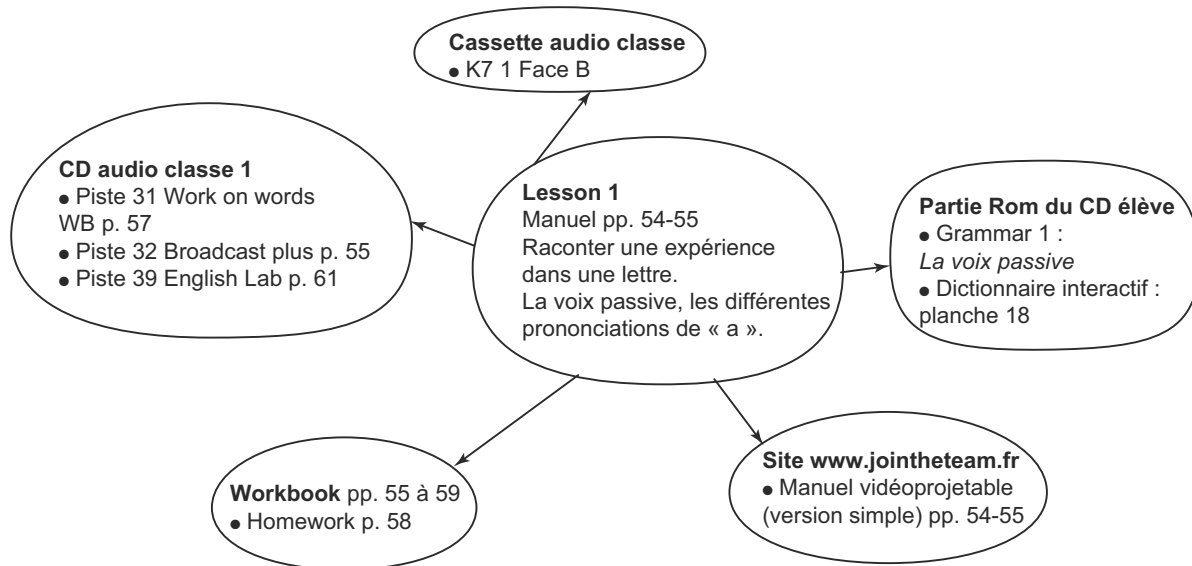 Cassette audio classe
● K7 1 Face B
CD audio classe 1
● Piste 31 Work on words
WB p. 57
● Piste 32 Broadcast plus p. 55
● Piste 39 English Lab p. 61
Lesson 1
Manuel pp. 54-55
Raconter une expérience
dans une lettre.
La voix passive, les différentes
prononciations de « a ».
Partie Rom du CD élève
● Grammar 1 :
La voix passive
● Dictionnaire interactif :
planche 18
Workbook pp. 55 à 59
● Homework p. 58
Site www.jointheteam.fr
● Manuel vidéoprojetable
(version simple) pp. 54-55